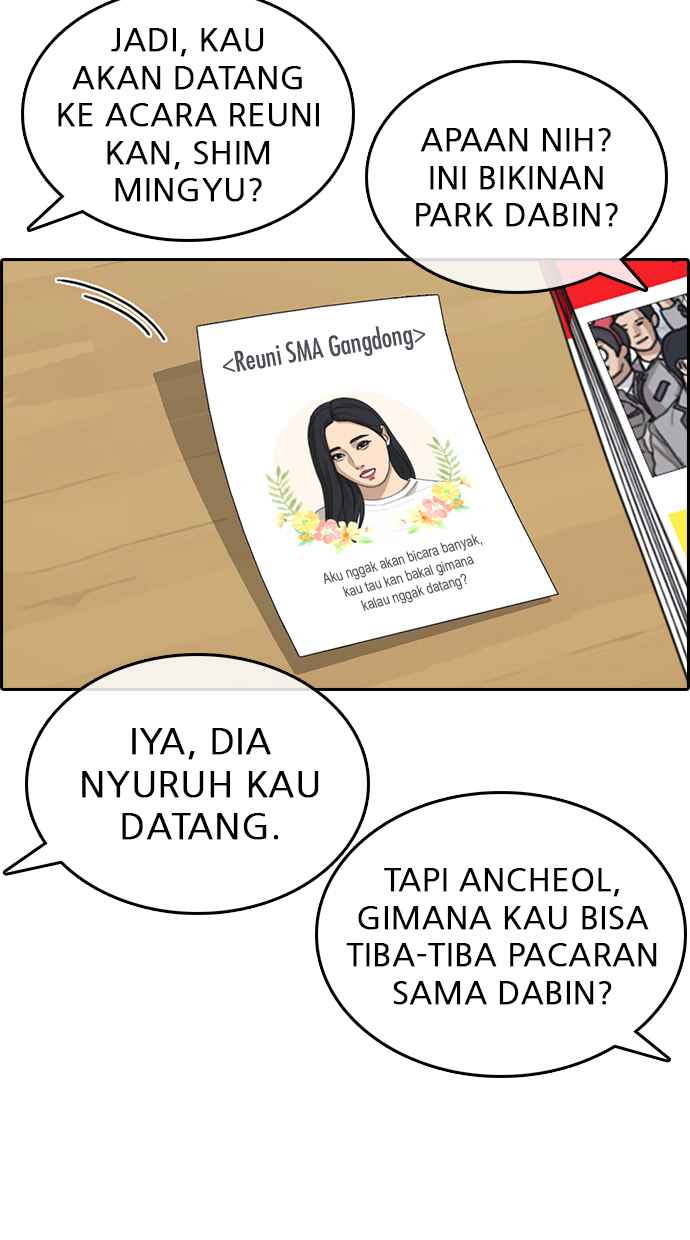 JADI, KAU
AKAN DATANG
KE ACARA REUNI
KAN, SHIM
MINGYU?
APAAN NIH?
INI BIKINAN
PARK DABIN?
<Reuni SMA Gangdong>
Aku nggak akan bicara banyak,
kau tau kan bakal gimana
kalau nggak datang?
IYA, DIA
NYURUH KAU
DATANG.
TAPI ANCHEOL,
GIMANA KAU BISA
TIBA-TIBA PACARAN
SAMA DABIN?